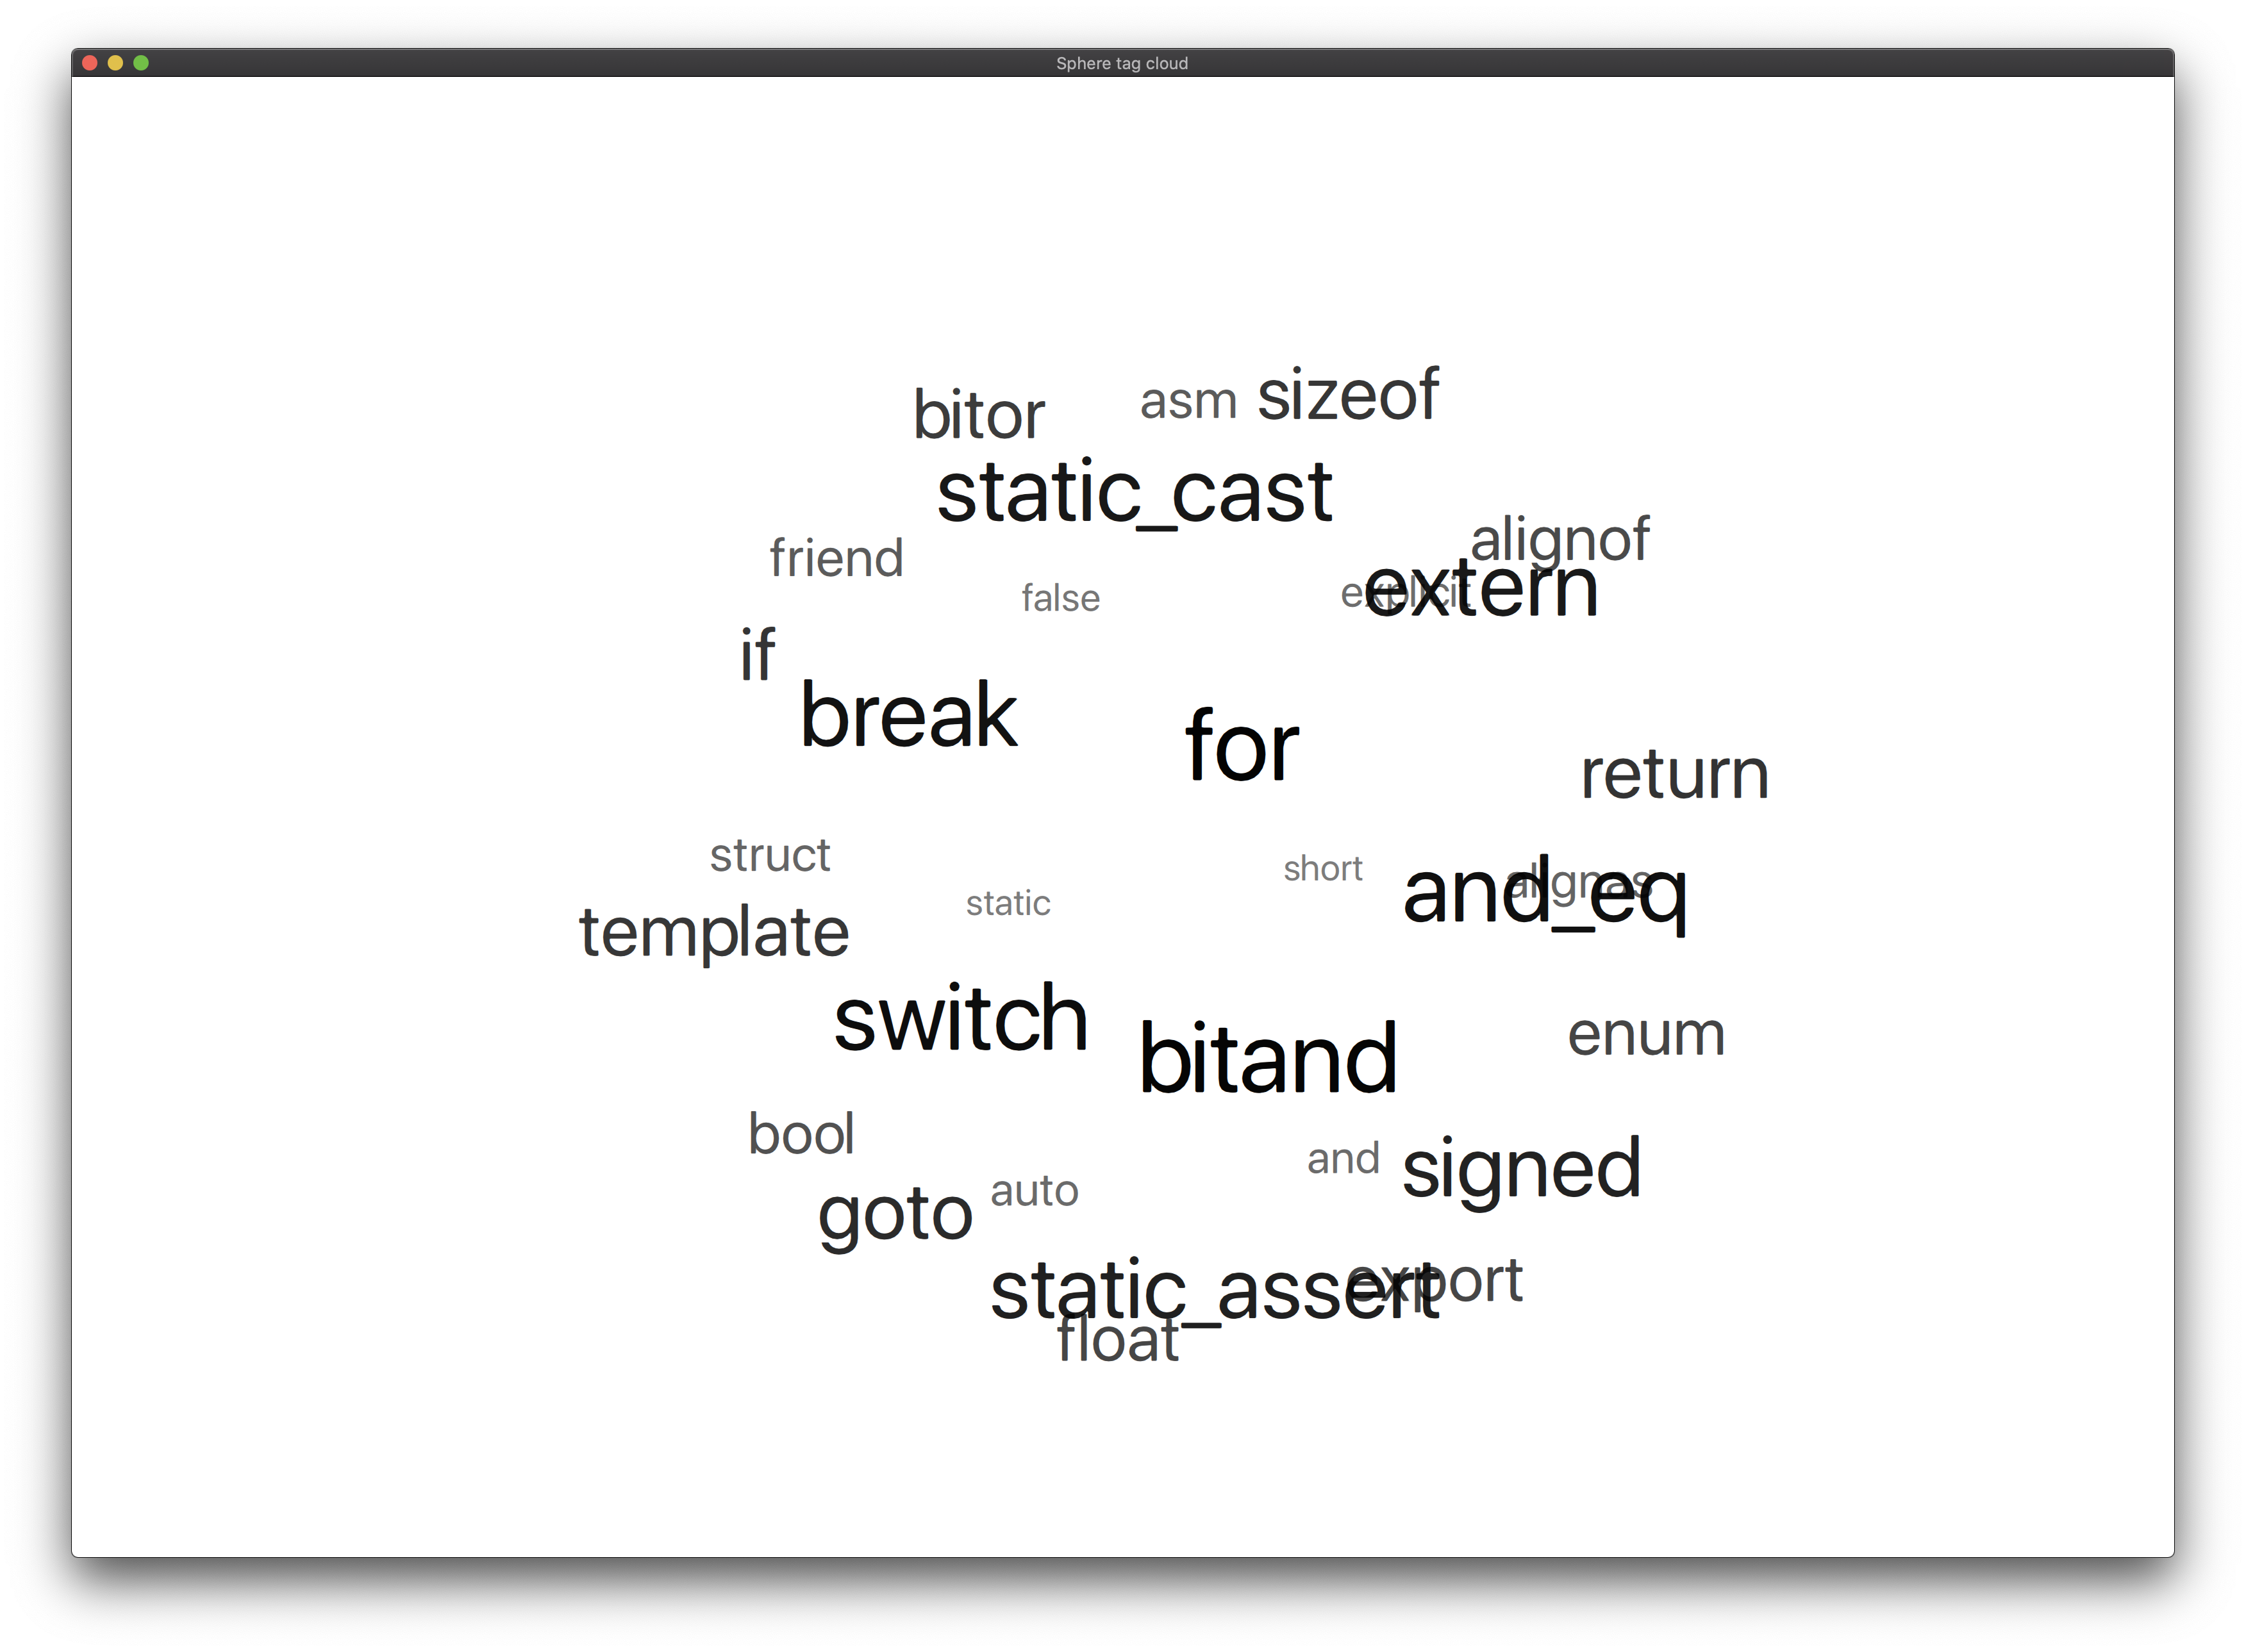 Sphere tag cloud
bitor
asm
sizeof
static_cast
friend
alignof
false
explicit
extern
if
break
for
return
struct
short
alignas
and_eq
static
template
switch
bitand
enum
bool
and
signed
auto
goto
static_assert
export
float